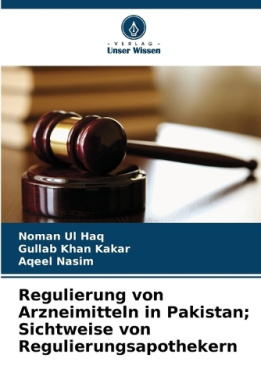 - VERLAG -
Unser Wissen
Noman Ul Haq
Gullab Khan Kakar
Aqeel Nasim
Regulierung von
Arzneimitteln in Pakistan;
Sichtweise von
Regulierungsapothekern